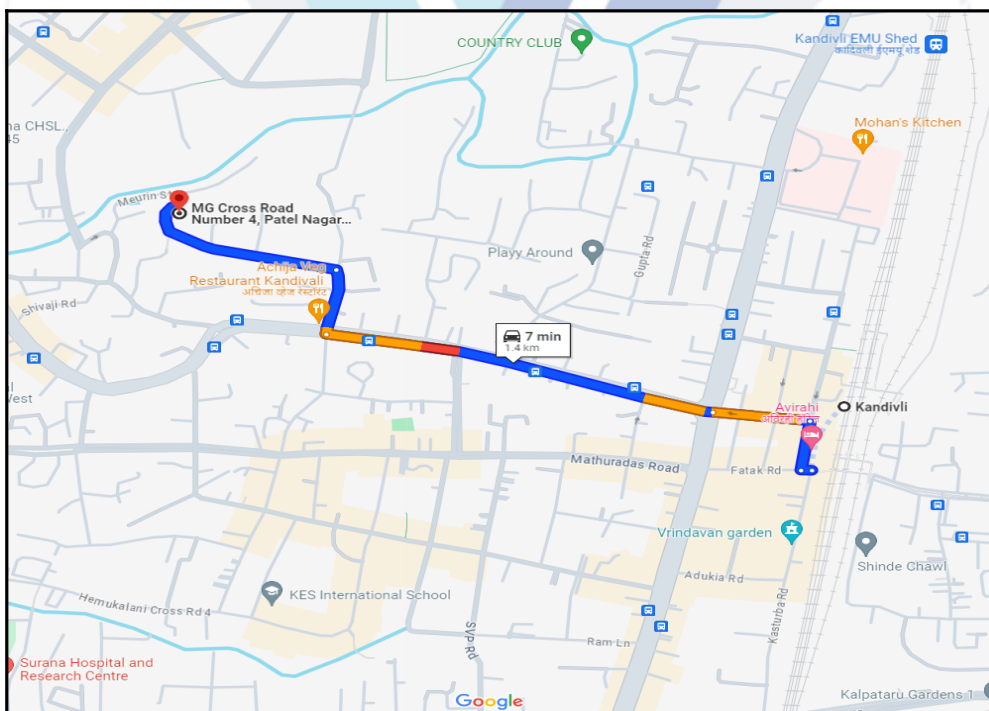 COUNTRY CLUB
Kandivli EMU Shed
कांदिवली ईएमयू शेड
Mohan's Kitchen
na CHSL.,
45
Meurin St
MG Cross Road
Number 4, Patel Nagar...
Playy Around
Gupta Rd
Achija Veg
Restaurant Kandivali
अचिजा व्हेज रेस्टॉरंट
Shivaji Rd
7 min
1.4 km
West
Avirahi
Kandivli
Mathuradas Road
Fatak Rd
Vrindavan garden
Shinde Chawl
Adukia Rd
KES International School
Hemukalani Cross Rd 4
Kasturba Rd
SVP Rd
Ram Ln
Surana Hospital and
Research Centre
Google
Kalpataru Gardens 1